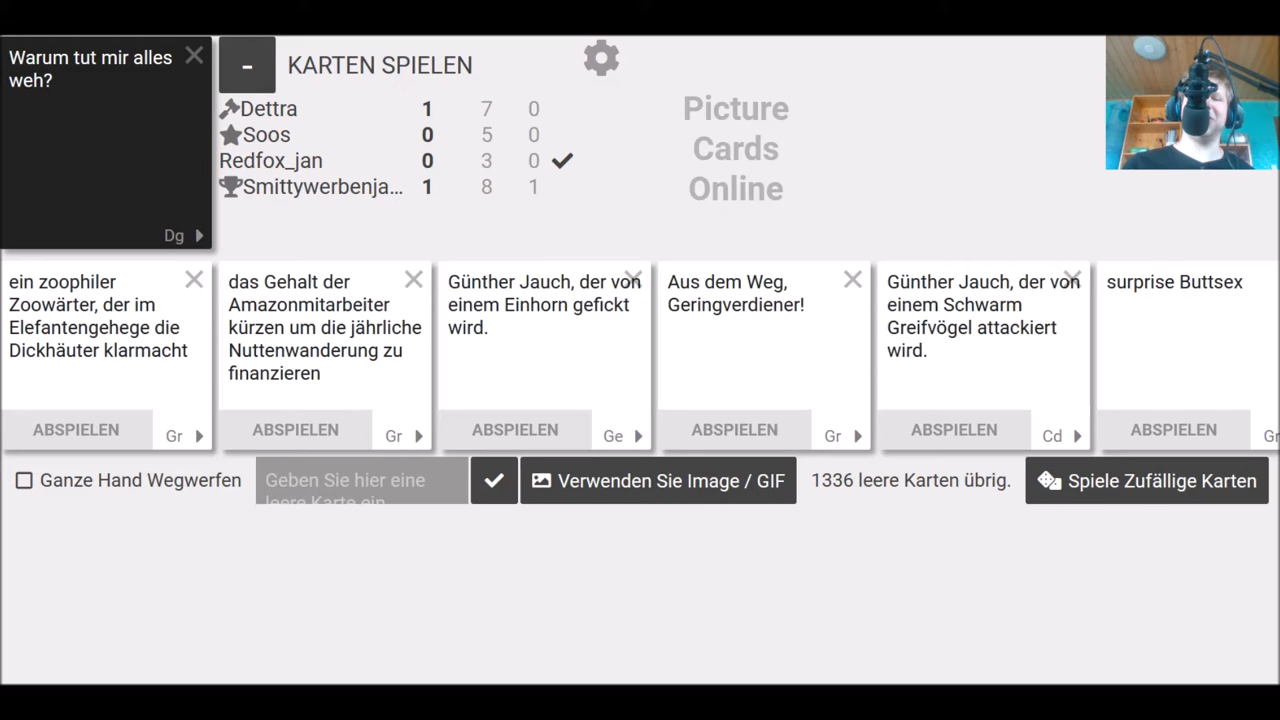 Warum tut mir alles
weh?
Dg
-
KARTEN SPIELEN
Dettra 1 7 0
Soos 0 5 0
Redfox_jan 0 3 0
Smittywerbenja... 1 8 1
Picture
Cards
Online
ein zoophiler
Zoowärter, der im
Elefantengehege die
Dickhäuter klarmacht
ABSPIELEN
Gr
das Gehalt der
Amazonmitarbeiter
kürzen um die jährliche
Nuttenwanderung zu
finanzieren
ABSPIELEN
Gr
Günther Jauch, der von
einem Einhorn gefickt
wird.
ABSPIELEN
Ge
Aus dem Weg,
Geringverdiener!
ABSPIELEN
Gr
Günther Jauch, der von
einem Schwarm
Greifvögel attackiert
wird.
ABSPIELEN
Cd
surprise Buttsex
ABSPIELEN
Gr
Ganze Hand Wegwerfen
Geben Sie hier eine
leere Karte ein
Verwenden Sie Image / GIF
1336 leere Karten übrig.
Spiele Zufällige Karten